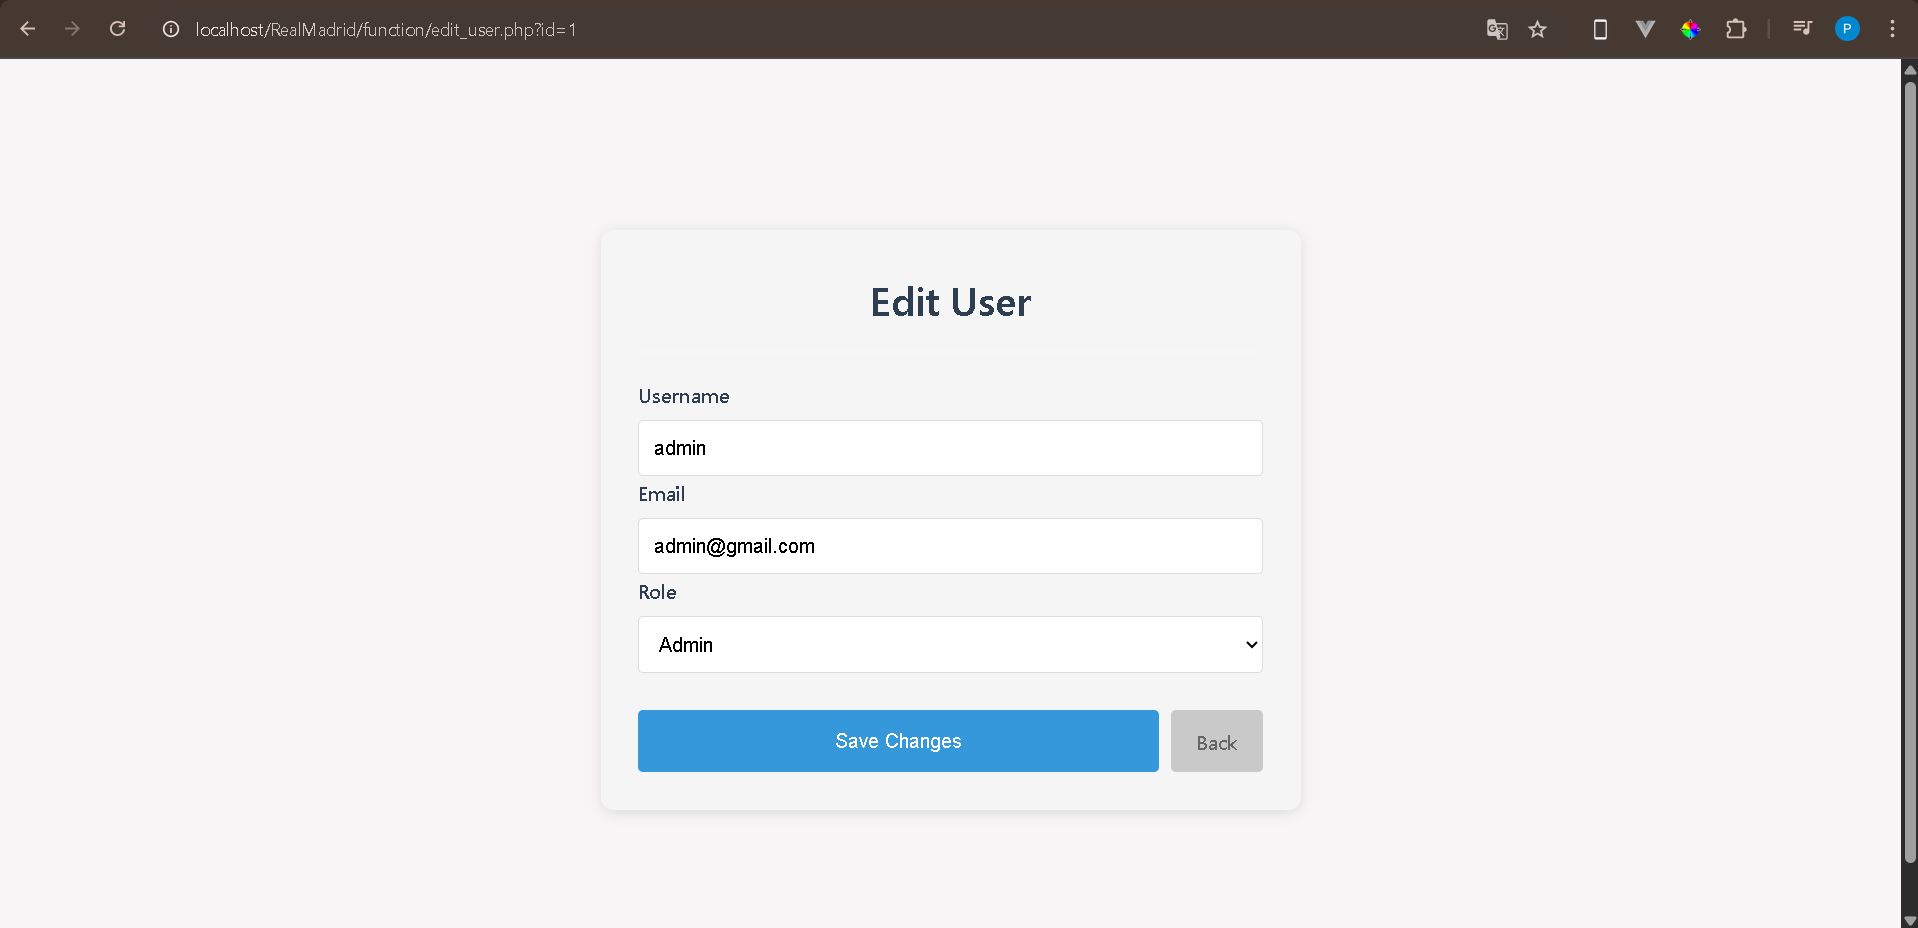 localhost/RealMadrid/function/edit_user.php?id=1
P
Edit User
Username
admin
Email
admin@gmail.com
Role
Admin
Save Changes
Back